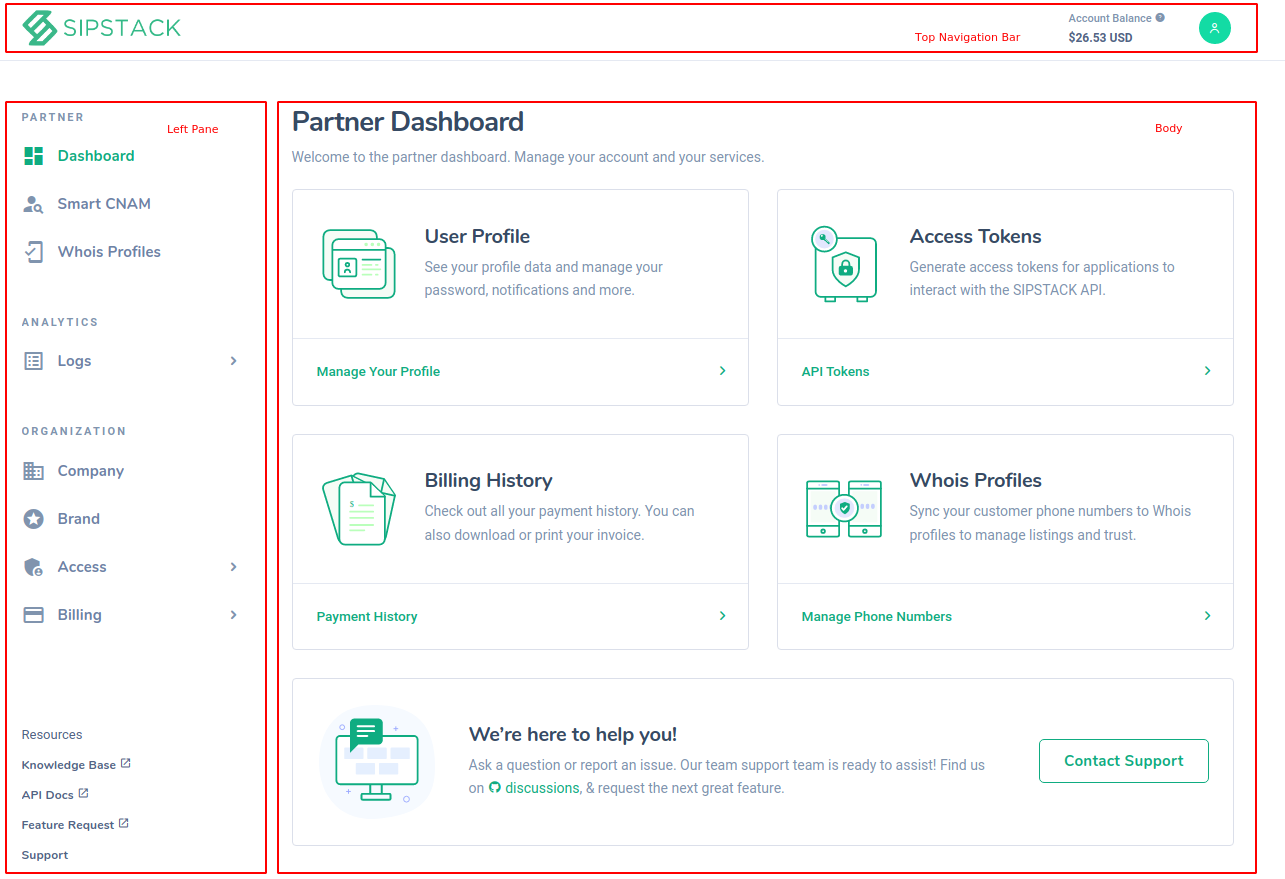 SIPSTACK
Top Navigation Bar
Account Balance
$26.53 USD
PARTNER
Left Pane
Dashboard
Smart CNAM
Whois Profiles
ANALYTICS
Logs
ORGANIZATION
Company
Brand
Access
Billing
Resources
Knowledge Base
API Docs
Feature Request
Support
Partner Dashboard
Body
Welcome to the partner dashboard. Manage your account and your services.
User Profile
See your profile data and manage your
password, notifications and more.
Manage Your Profile
Access Tokens
Generate access tokens for applications to
interact with the SIPSTACK API.
API Tokens
Billing History
Check out all your payment history. You can
also download or print your invoice.
$
Payment History
Whois Profiles
Sync your customer phone numbers to Whois
profiles to manage listings and trust.
Manage Phone Numbers
We're here to help you!
Ask a question or report an issue. Our team support team is ready to assist! Find us
on discussions, & request the next great feature.
Contact Support